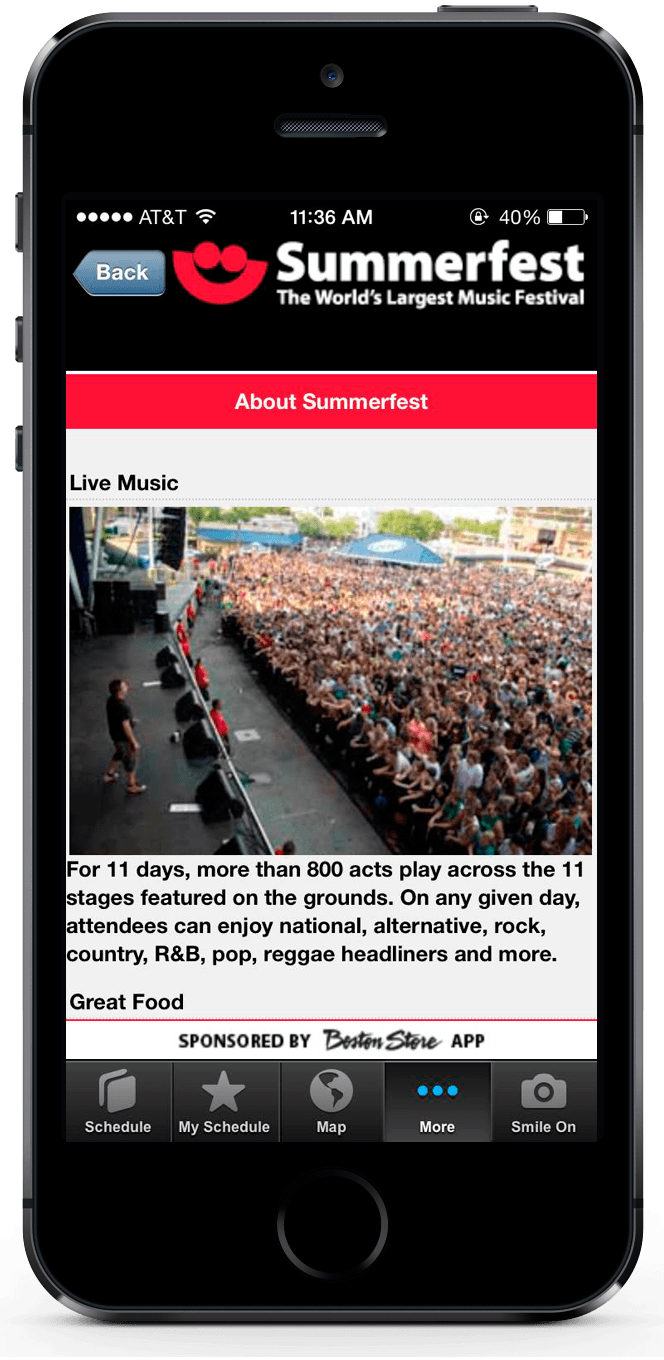 AT&T 11:36 AM 40%
Back
Summerfest
The World's Largest Music Festival
About Summerfest
Live Music
For 11 days, more than 800 acts play across the 11
stages featured on the grounds. On any given day,
attendees can enjoy national, alternative, rock,
country, R&B, pop, reggae headliners and more.
Great Food
SPONSORED BY Boston Store APP
Schedule My Schedule Map More Smile On